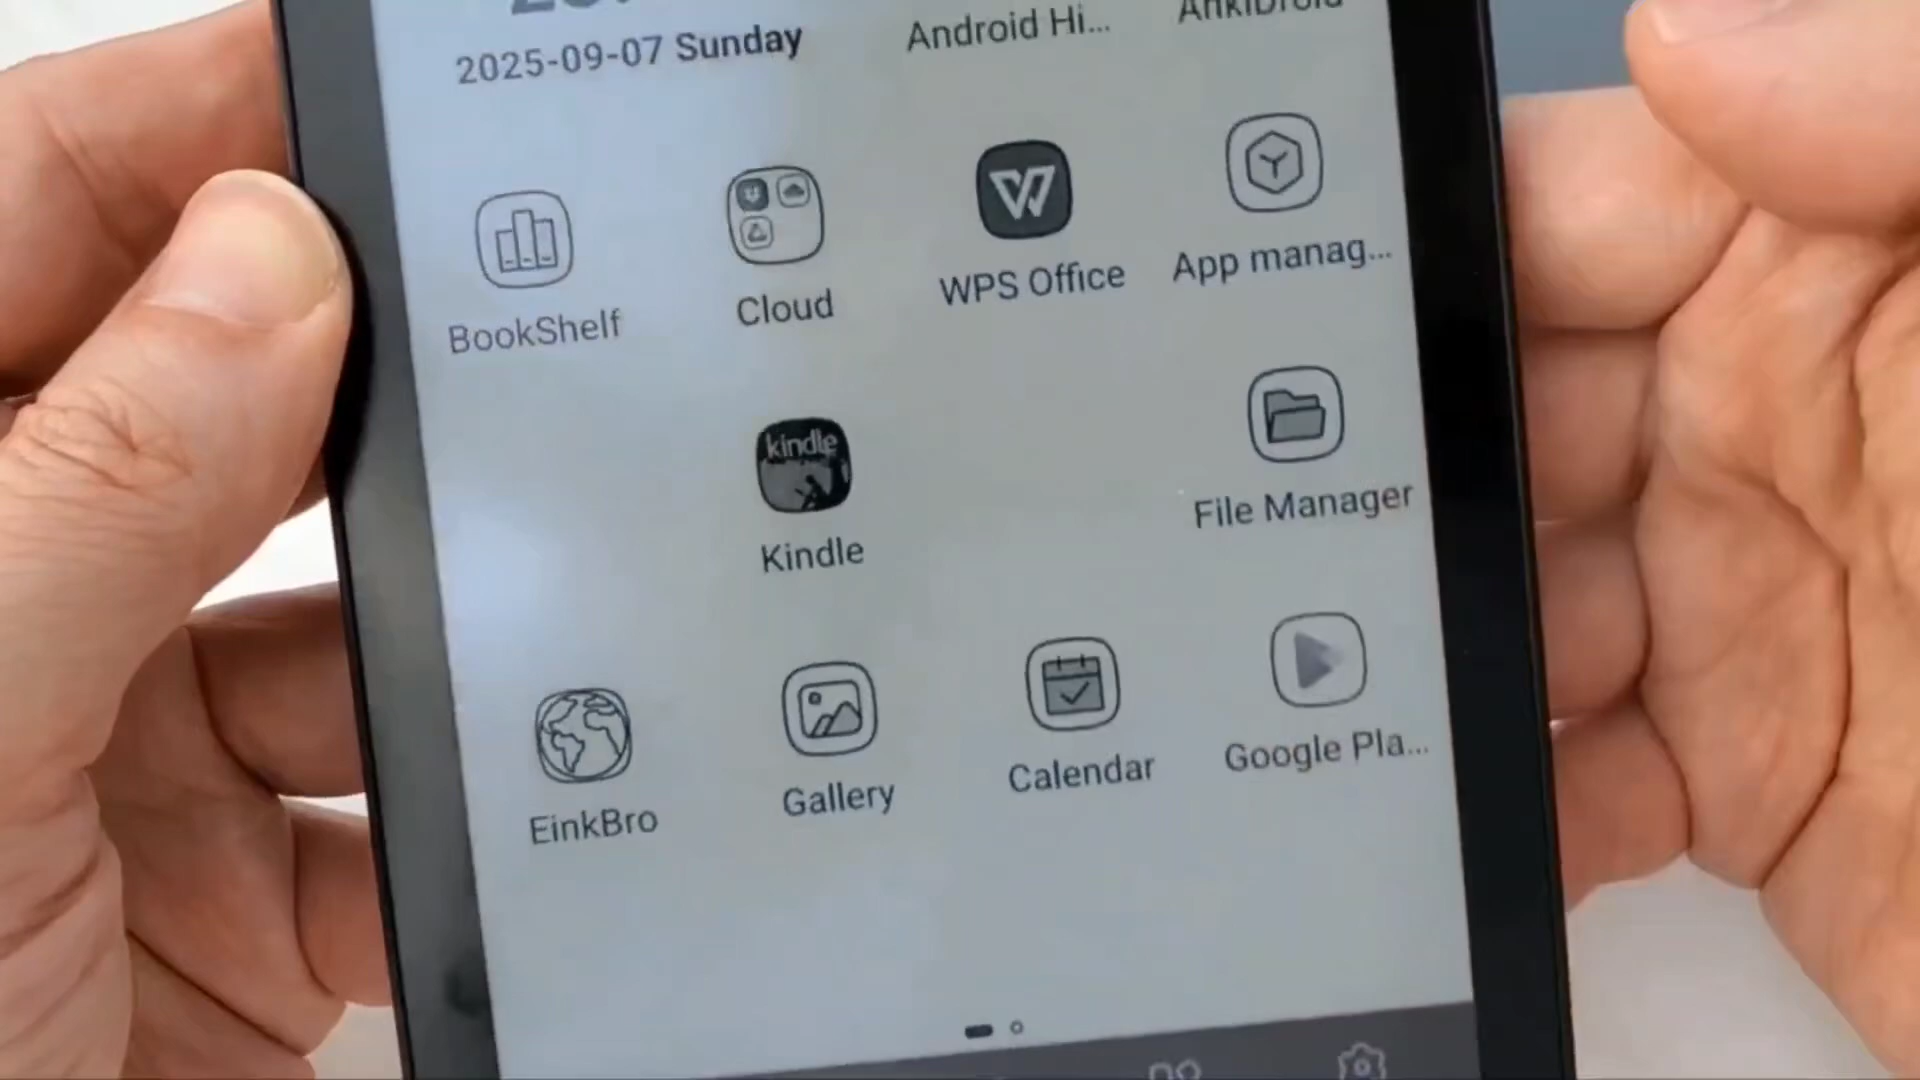 2025-09-07 Sunday
Android Hi...
AnkiDroid
BookShelf
Cloud
WPS Office
App manag...
kindle
Kindle
File Manager
EinkBro
Gallery
Calendar
Google Pla...